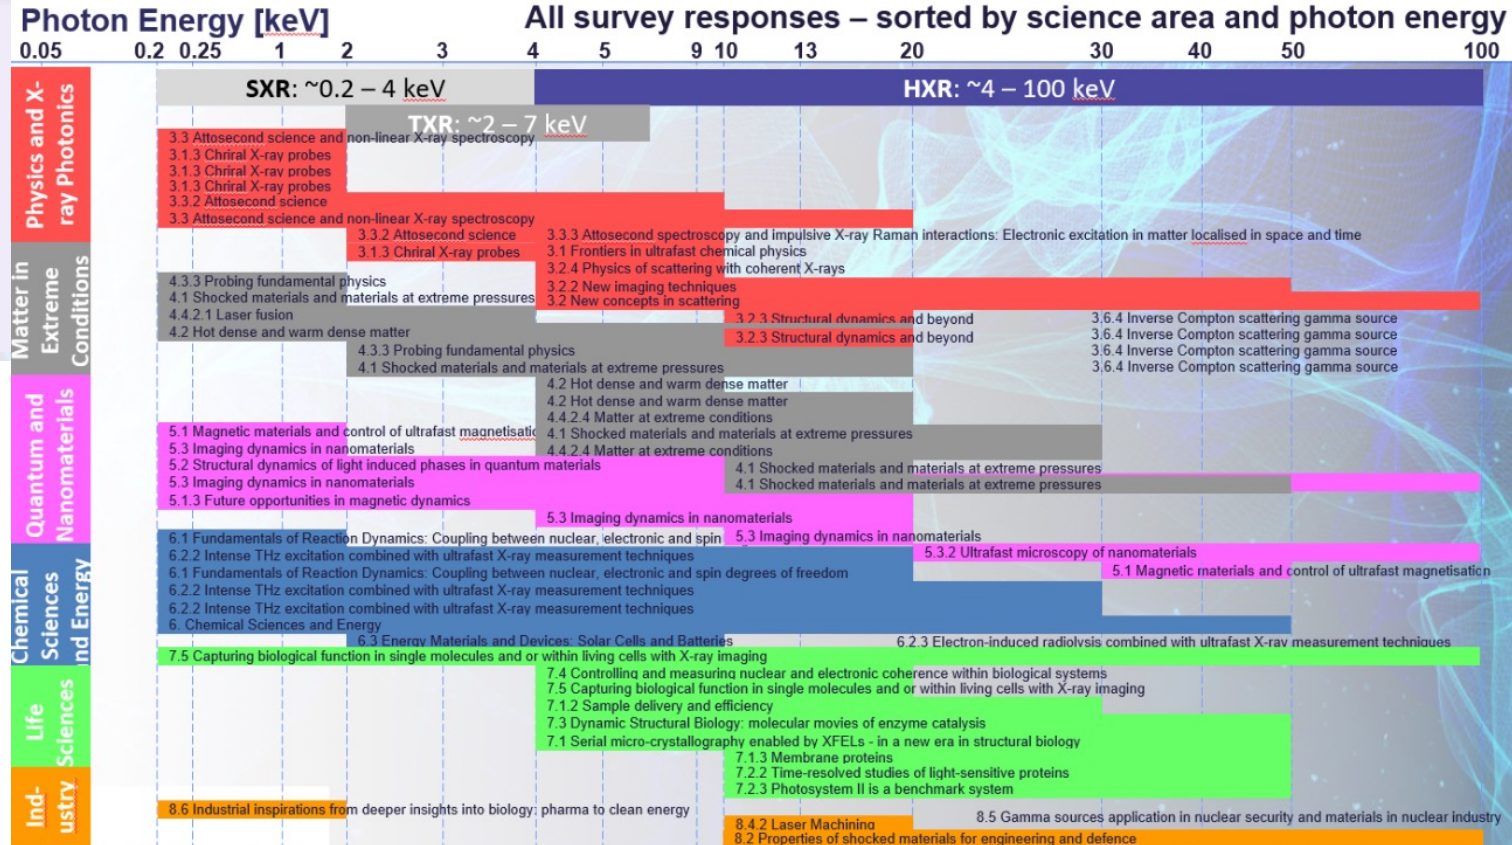 Photon Energy [keV]
All survey responses – sorted by science area and photon energy
0.05 0.2 0.25 1 2 3 4 5 9 10 13 20 30 40 50 100
SXR: ~0.2 – 4 keV
HXR: ~4 – 100 keV
TXR: ~2 – 7 keV
Physics and X-
ray Photonics
3.3 Attosecond science and non-linear X-ray spectroscopy
3.1.3 Chriral X-ray probes
3.1.3 Chriral X-ray probes
3.1.3 Chriral X-ray probes
3.3.2 Attosecond science
3.3 Attosecond science and non-linear X-ray spectroscopy
3.3.2 Attosecond science
3.3.3 Attosecond spectroscopy and impulsive X-ray Raman interactions: Electronic excitation in matter localised in space and time
3.1.3 Chriral X-ray probes
3.1 Frontiers in ultrafast chemical physics
3.2.4 Physics of scattering with coherent X-rays
3.2.2 New imaging techniques
3.2 New concepts in scattering
3.2.3 Structural dynamics and beyond
3.6.4 Inverse Compton scattering gamma source
3.2.3 Structural dynamics and beyond
3.6.4 Inverse Compton scattering gamma source
3.6.4 Inverse Compton scattering gamma source
3.6.4 Inverse Compton scattering gamma source
Matter in
Extreme
Conditions
4.3.3 Probing fundamental physics
4.1 Shocked materials and materials at extreme pressures
4.4.2.1 Laser fusion
4.2 Hot dense and warm dense matter
4.3.3 Probing fundamental physics
4.1 Shocked materials and materials at extreme pressures
4.2 Hot dense and warm dense matter
4.2 Hot dense and warm dense matter
4.4.2.4 Matter at extreme conditions
4.1 Shocked materials and materials at extreme pressures
4.4.2.4 Matter at extreme conditions
4.1 Shocked materials and materials at extreme pressures
4.1 Shocked materials and materials at extreme pressures
Quantum and
Nanomaterials
5.1 Magnetic materials and control of ultrafast magnetisatic
5.3 Imaging dynamics in nanomaterials
5.2 Structural dynamics of light induced phases in quantum materials
5.3 Imaging dynamics in nanomaterials
5.1.3 Future opportunities in magnetic dynamics
5.3 Imaging dynamics in nanomaterials
5.3 Imaging dynamics in nanomaterials
5.3.2 Ultrafast microscopy of nanomaterials
5.1 Magnetic materials and control of ultrafast magnetisation
Chemical
Sciences
and Energy
6.1 Fundamentals of Reaction Dynamics: Coupling between nuclear, electronic and spin
6.2.2 Intense THz excitation combined with ultrafast X-ray measurement techniques
6.1 Fundamentals of Reaction Dynamics: Coupling between nuclear, electronic and spin degrees of freedom
6.2.2 Intense THz excitation combined with ultrafast X-ray measurement techniques
6.2.2 Intense THz excitation combined with ultrafast X-ray measurement techniques
6. Chemical Sciences and Energy
6.3 Energy Materials and Devices: Solar Cells and Batteries
6.2.3 Electron-induced radiolysis combined with ultrafast X-ray measurement techniques
Life
Sciences
7.5 Capturing biological function in single molecules and or within living cells with X-ray imaging
7.4 Controlling and measuring nuclear and electronic coherence within biological systems
7.5 Capturing biological function in single molecules and or within living cells with X-ray imaging
7.1.2 Sample delivery and efficiency
7.3 Dynamic Structural Biology: molecular movies of enzyme catalysis
7.1 Serial micro-crystallography enabled by XFELs - in a new era in structural biology
7.1.3 Membrane proteins
7.2.2 Time-resolved studies of light-sensitive proteins
7.2.3 Photosystem II is a benchmark system
Ind-
ustry
8.6 Industrial inspirations from deeper insights into biology: pharma to clean energy
8.5 Gamma sources application in nuclear security and materials in nuclear industry
8.4.2 Laser Machining
8.2 Properties of shocked materials for engineering and defence